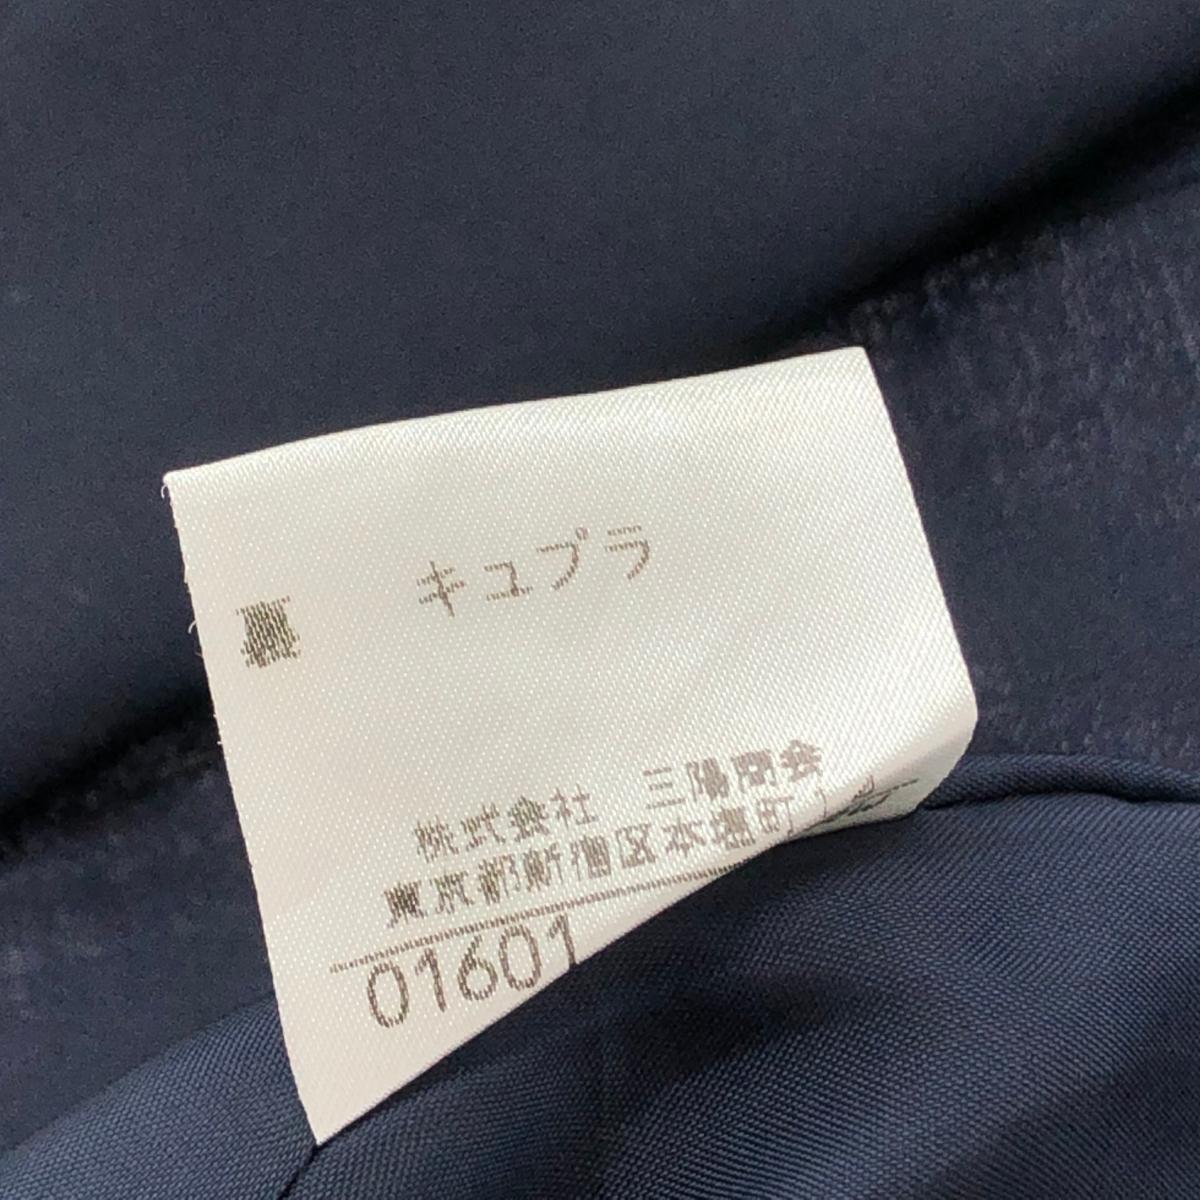 裏 キュプラ
株式会社 三陽商会
東京都新宿区本塩町
01601